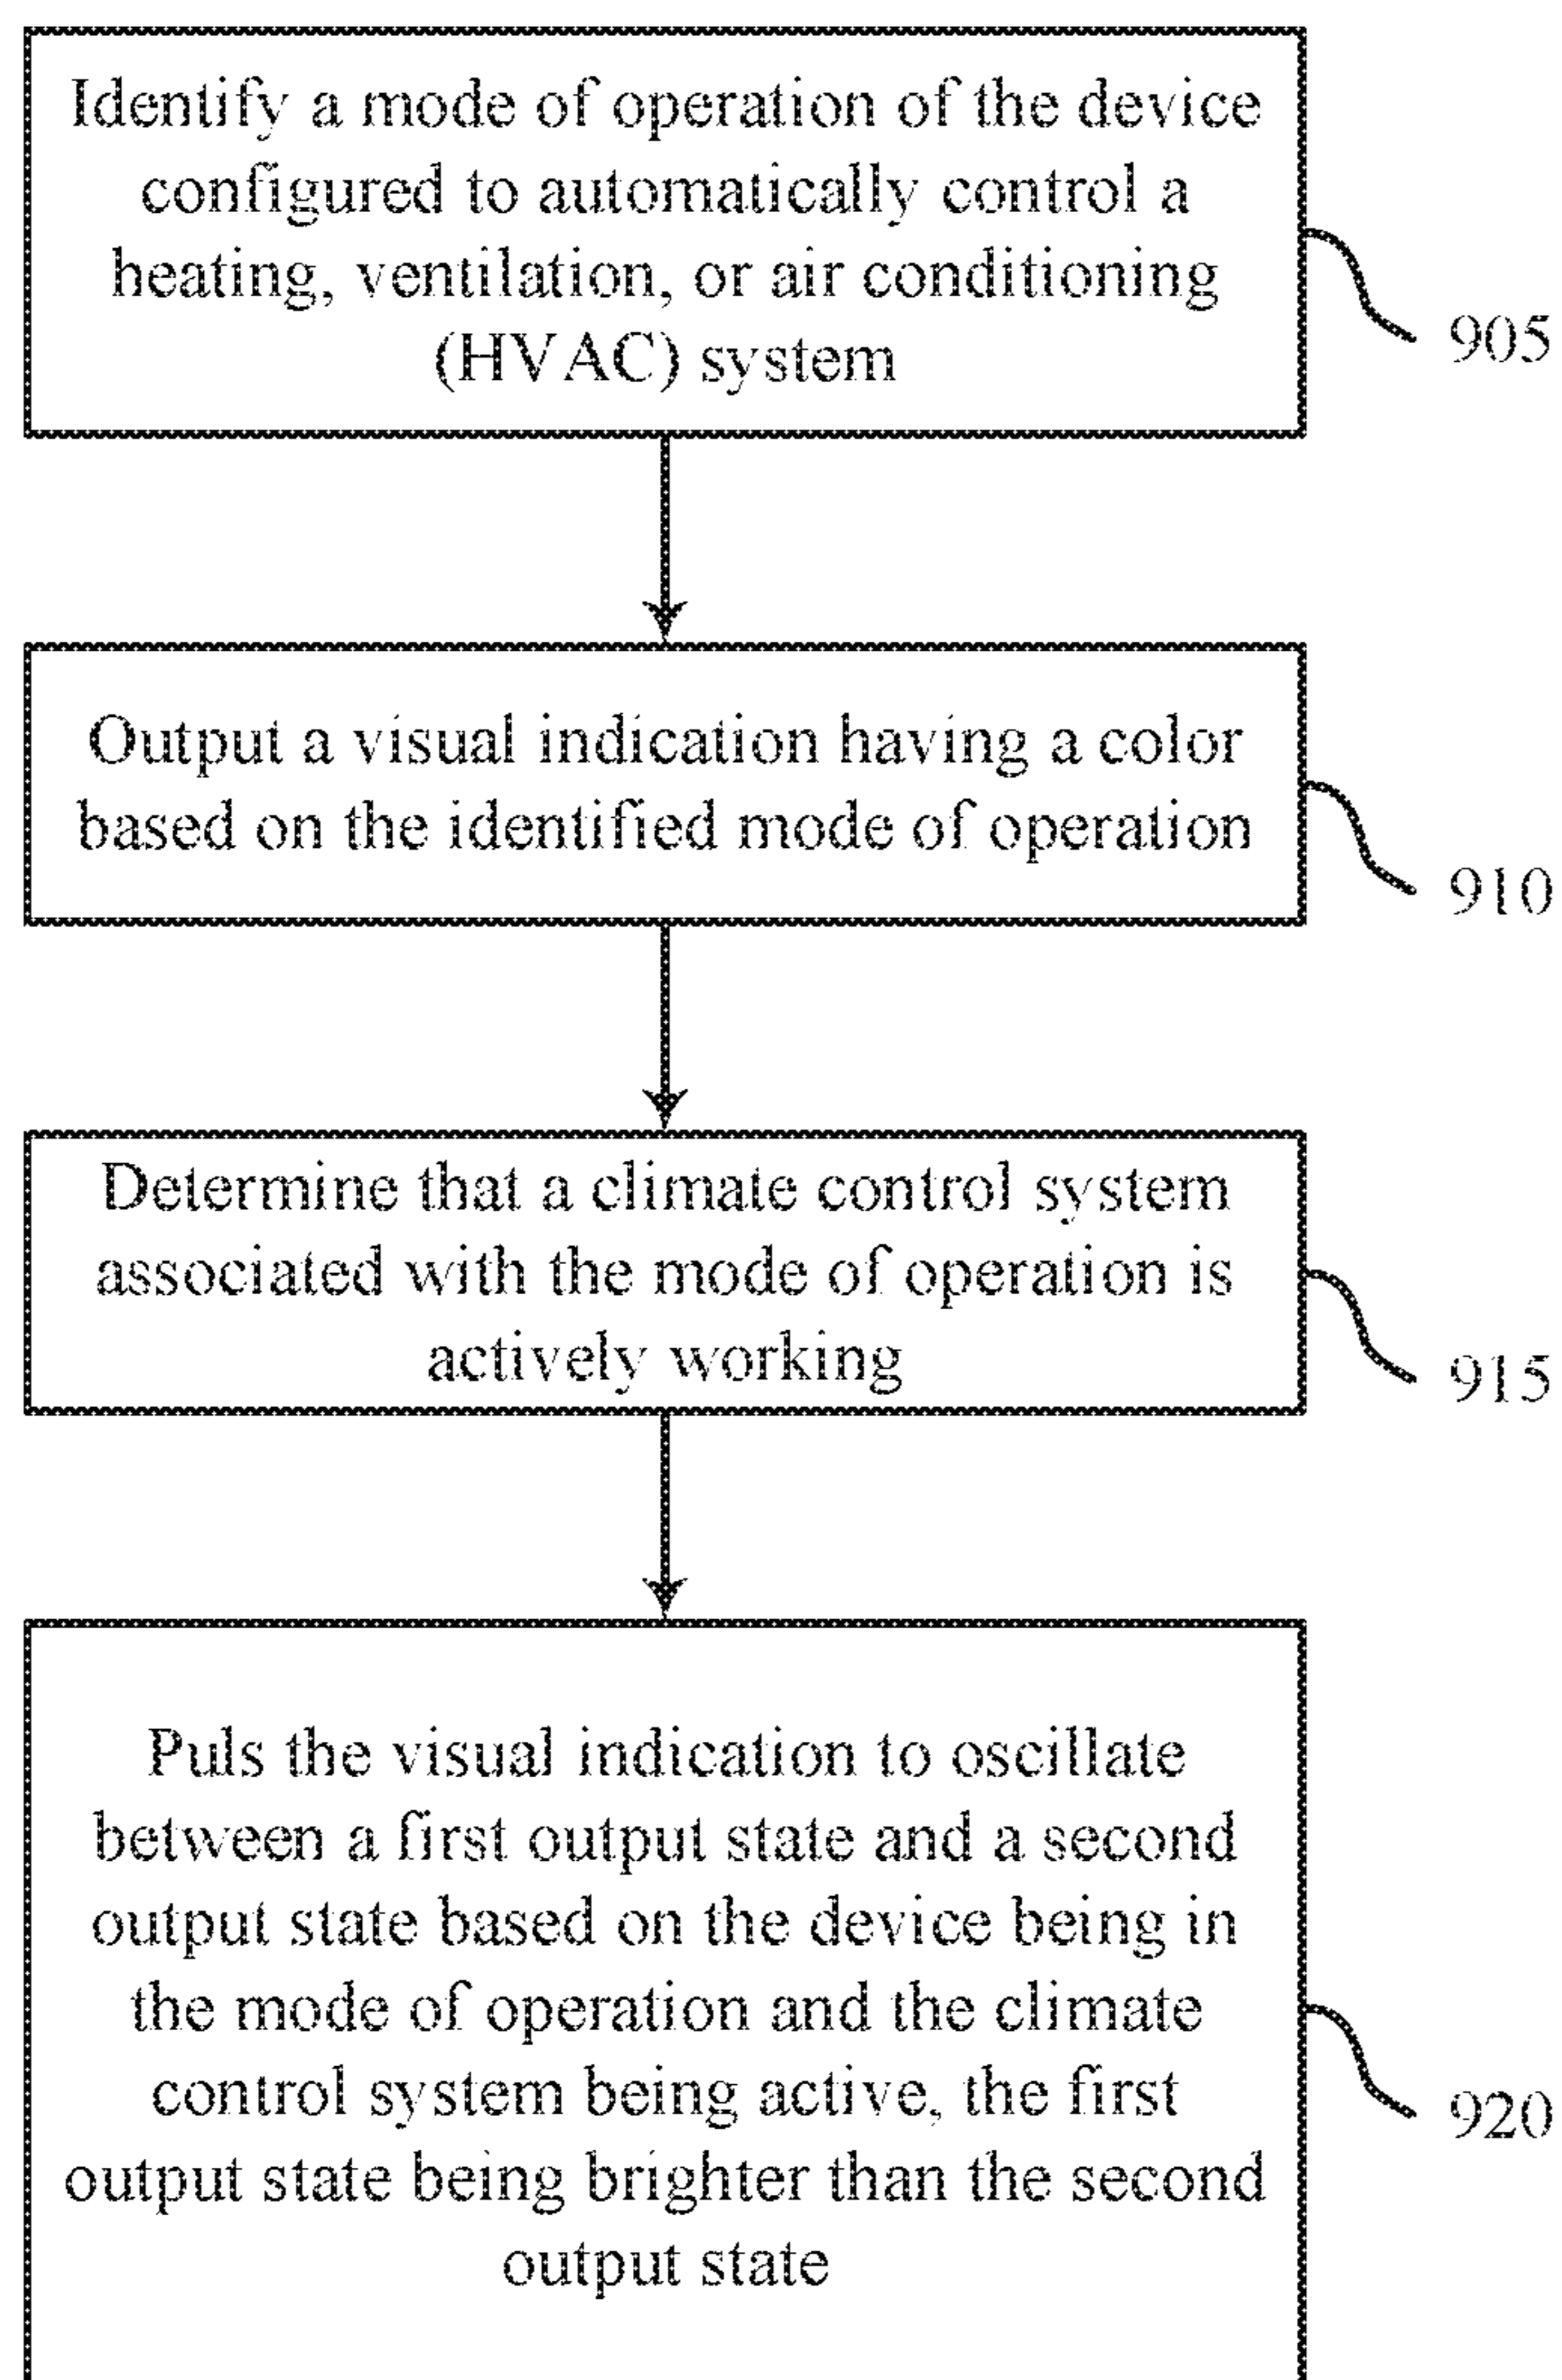 Identify a mode of operation of the device
configured to automatically control a
heating, ventilation, or air conditioning
(HVAC) system
905
Output a visual indication having a color
based on the identified mode of operation
910
Determine that a climate control system
associated with the mode of operation is
actively working
915
Puls the visual indication to oscillate
between a first output state and a second
output state based on the device being in
the mode of operation and the climate
control system being active, the first
output state being brighter than the second
output state
920